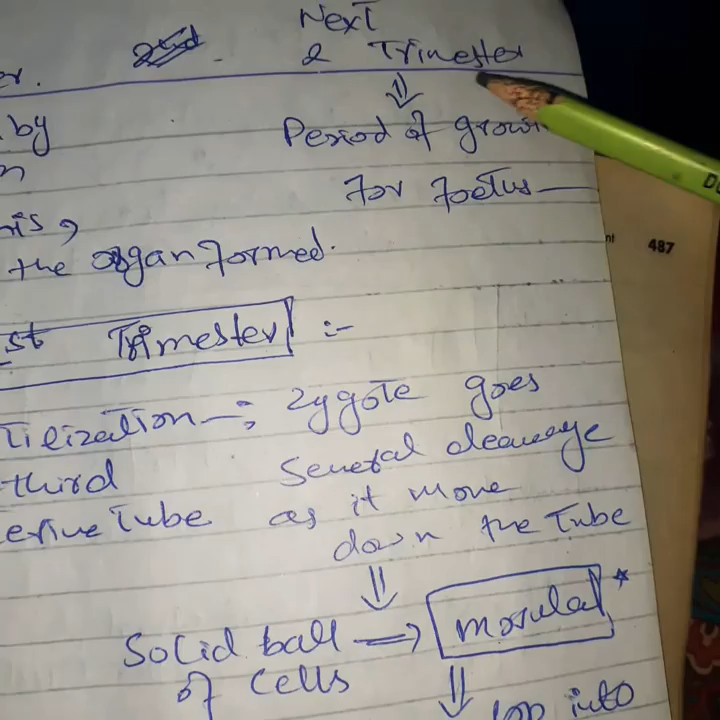 Next
2 Trimester
er.
by
Period of grow
n
For Foetus
is,
the organ formed.
nt 487
st Trimester :-
tilization -: Zygote goes
third Several cleavage
erine Tube as it move
down the Tube
Solid ball => morula *
of cells
into